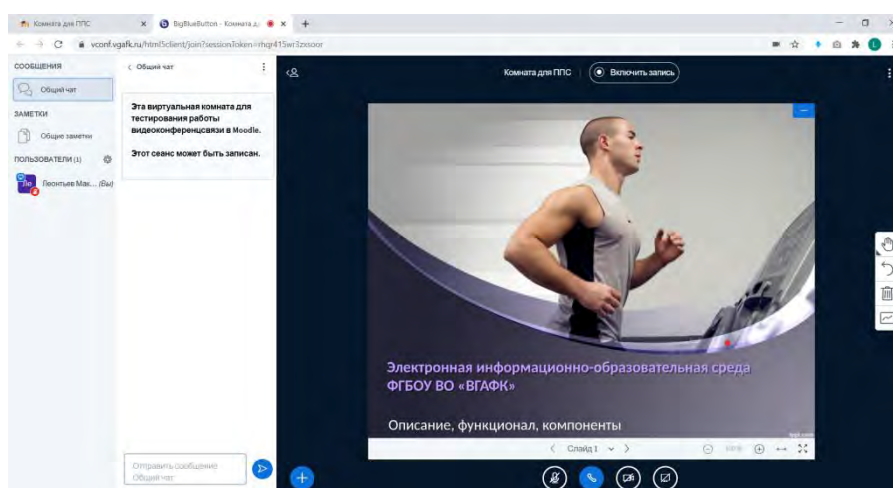 Комната для ППС
BigBlueButton - Комната д
vconf.vgafk.ru/html5client/join?sessionToken=
СООБЩЕНИЯ
Общий чат
ЗАМЕТКИ
Общие заметки
ПОЛЬЗОВАТЕЛИ (1)
Ле
Леонтьев Мак... (Вы)
Общий чат
Эта виртуальная комната для
тестирования работы
видеоконференцсвязи в Moodle.
Этот сеанс может быть записан.
Отправить сообщение
Общий чат
Комната для ППС
Включить запись
Электронная информационно-образовательная среда
ФГБОУ ВО «ВГАФК»
Описание, функционал, компоненты
Слайд 1